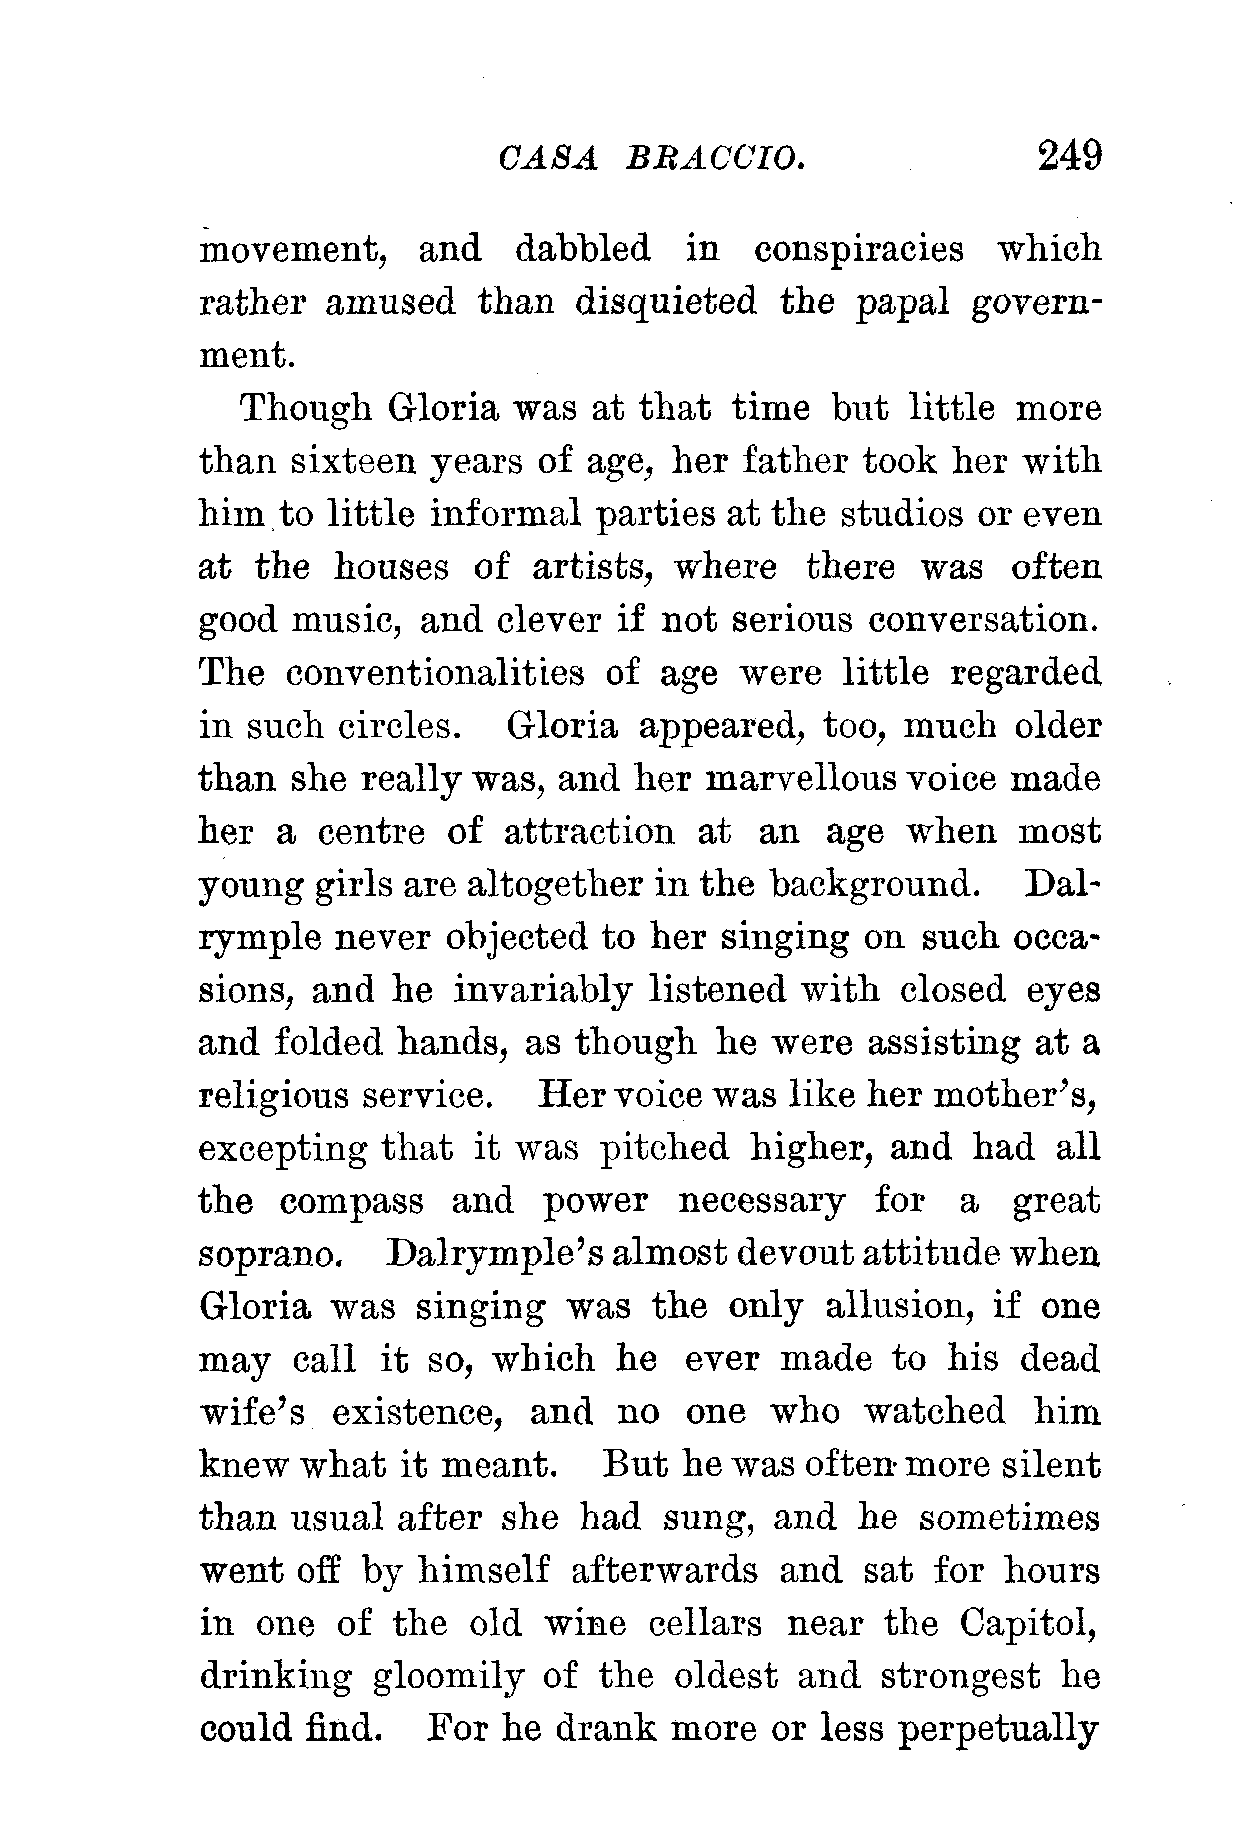 CASA BRACCIO. 249
movement, and dabbled in conspiracies which
rather amused than disquieted the papal govern-
ment.
Though Gloria was at that time but little more
than sixteen years of age, her father took her with
him to little informal parties at the studios or even
at the houses of artists, where there was often
good music, and clever if not serious conversation.
The conventionalities of age were little regarded
in such circles. Gloria appeared, too, much older
than she really was, and her marvellous voice made
her a centre of attraction at an age when most
young girls are altogether in the background. Dal-
rymple never objected to her singing on such occa-
sions, and he invariably listened with closed eyes
and folded hands, as though he were assisting at a
religious service. Her voice was like her mother's,
excepting that it was pitched higher, and had all
the compass and power necessary for a great
soprano. Dalrymple's almost devout attitude when
Gloria was singing was the only allusion, if one
may call it so, which he ever made to his dead
wife's existence, and no one who watched him
knew what it meant. But he was often more silent
than usual after she had sung, and he sometimes
went off by himself afterwards and sat for hours
in one of the old wine cellars near the Capitol,
drinking gloomily of the oldest and strongest he
could find. For he drank more or less perpetually